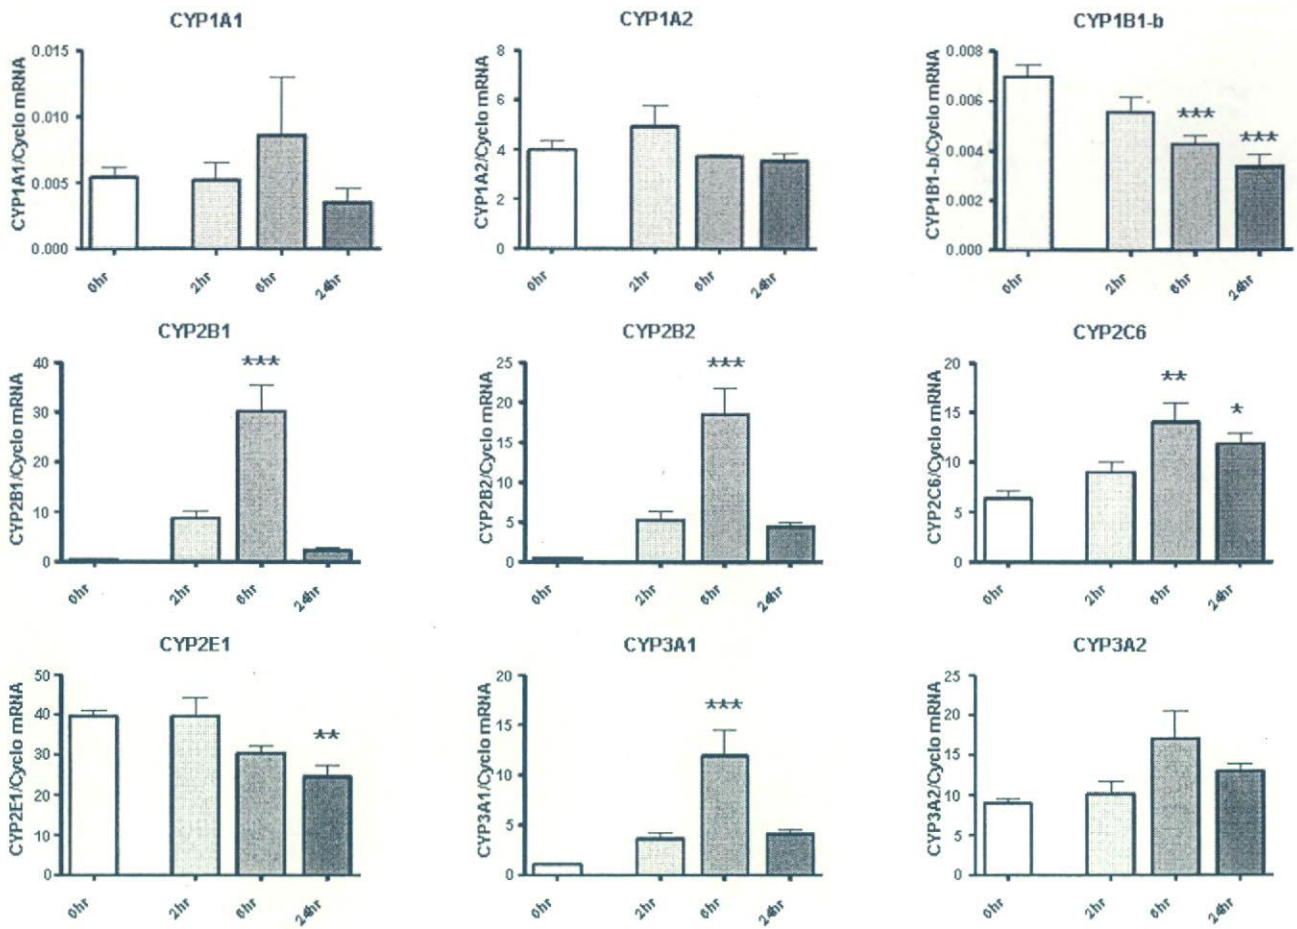 CYP1A1
CYP1A1/Cyclo mRNA
0.015
0.010
0.005
0.000
0hr
2hr
6hr
24hr
CYP1A2
CYP1A2/Cyclo mRNA
8
6
4
2
0
0hr
2hr
6hr
24hr
CYP1B1-b
CYP1B1-b/Cyclo mRNA
0.008
0.006
0.004
0.002
0.000
***
***
0hr
2hr
6hr
24hr
CYP2B1
CYP2B1/Cyclo mRNA
40
30
20
10
0
***
0hr
2hr
6hr
24hr
CYP2B2
CYP2B2/Cyclo mRNA
25
20
15
10
5
0
***
0hr
2hr
6hr
24hr
CYP2C6
CYP2C6/Cyclo mRNA
20
15
10
5
0
**
*
0hr
2hr
6hr
24hr
CYP2E1
CYP2E1/Cyclo mRNA
50
40
30
20
10
0
**
0hr
2hr
6hr
24hr
CYP3A1
CYP3A1/Cyclo mRNA
20
15
10
5
0
***
0hr
2hr
6hr
24hr
CYP3A2
CYP3A2/Cyclo mRNA
25
20
15
10
5
0
0hr
2hr
6hr
24hr